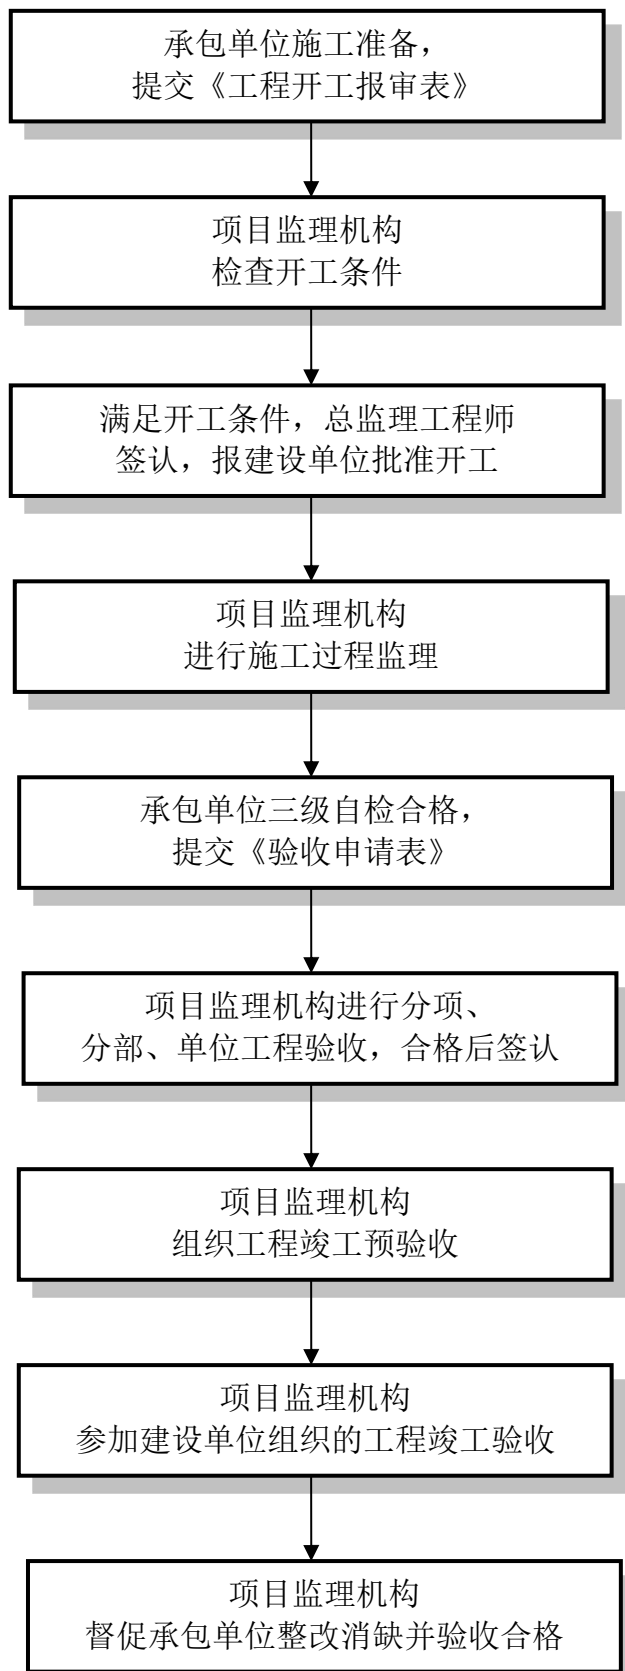 承包单位施工准备，
提交《工程开工报审表》
项目监理机构
检查开工条件
满足开工条件，总监理工程师
签认，报建设单位批准开工
项目监理机构
进行施工过程监理
承包单位三级自检合格，
提交《验收申请表》
项目监理机构进行分项、
分部、单位工程验收，合格后签认
项目监理机构
组织工程竣工预验收
项目监理机构
参加建设单位组织的工程竣工验收
项目监理机构
督促承包单位整改消缺并验收合格